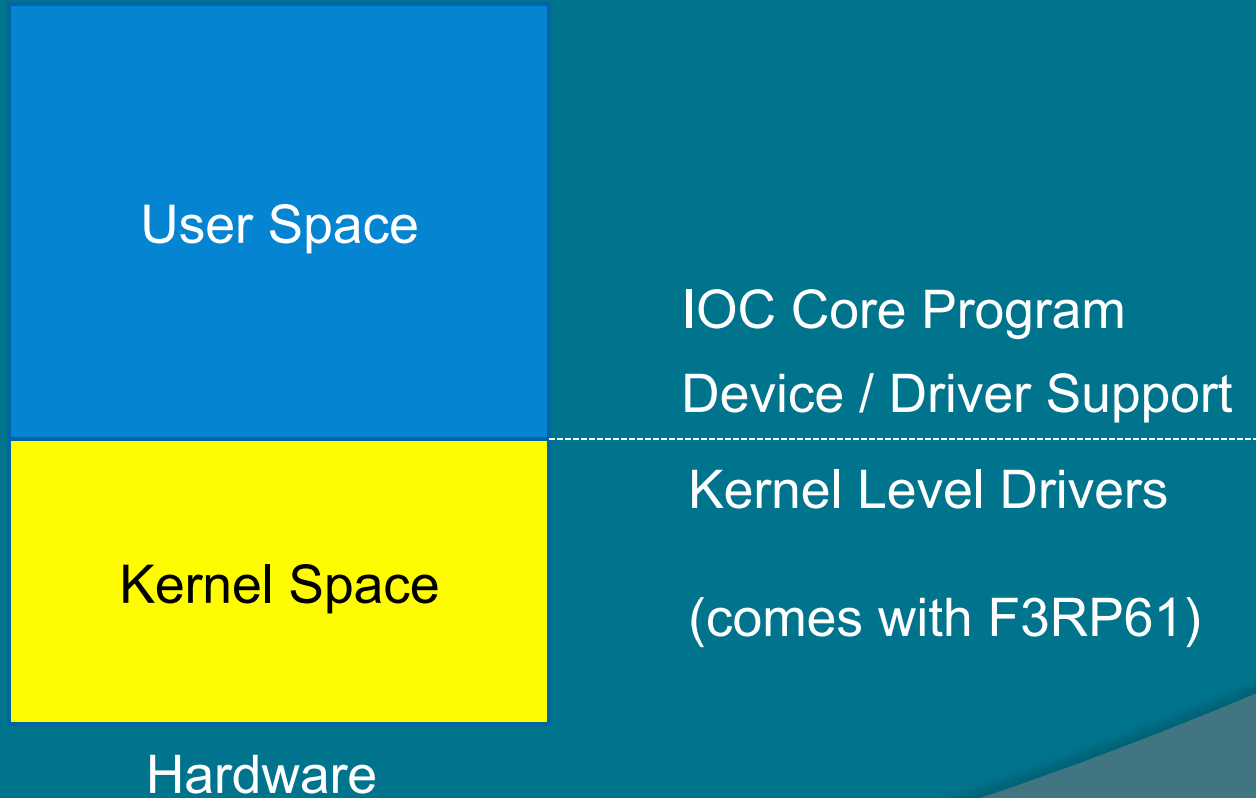 User Space
IOC Core Program
Device / Driver Support
Kernel Level Drivers
Kernel Space
(comes with F3RP61)
Hardware